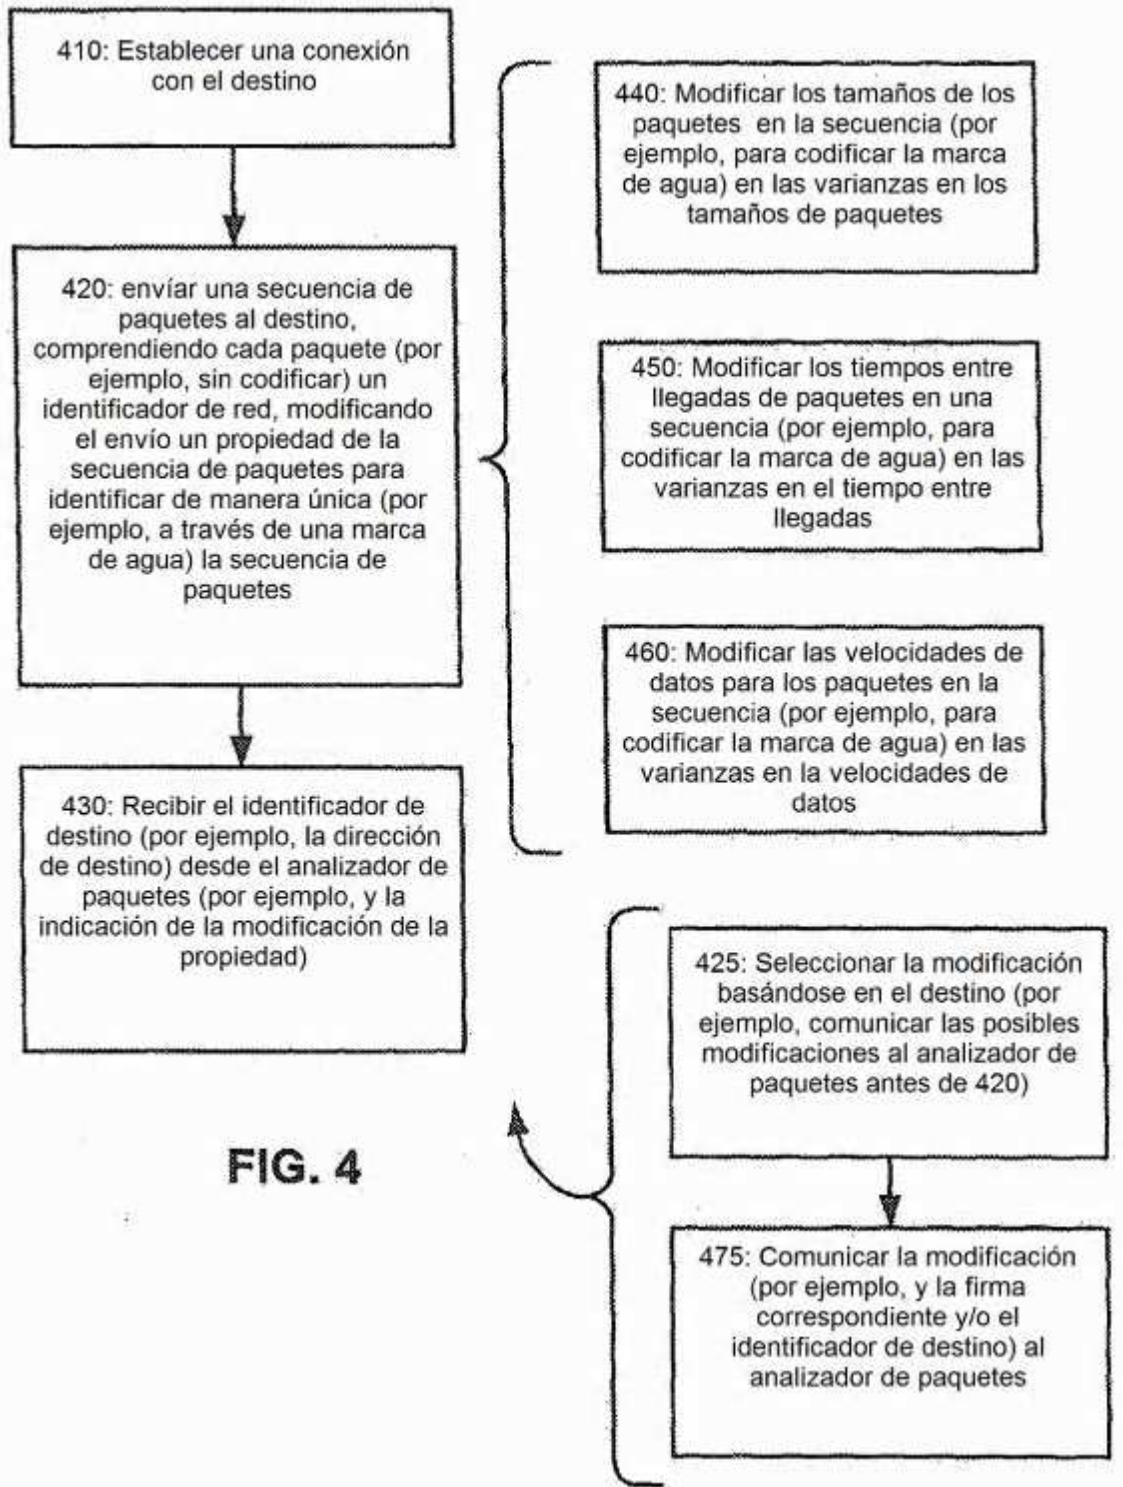 410: Establecer una conexión
con el destino
420: envíar una secuencia de
paquetes al destino,
comprendiendo cada paquete (por
ejemplo, sin codificar) un
identificador de red, modificando
el envío un propiedad de la
secuencia de paquetes para
identificar de manera única (por
ejemplo, a través de una marca
de agua) la secuencia de
paquetes
430: Recibir el identificador de
destino (por ejemplo, la dirección
de destino) desde el analizador de
paquetes (por ejemplo, y la
indicación de la modificación de la
propiedad)
440: Modificar los tamaños de los
paquetes en la secuencia (por
ejemplo, para codificar la marca
de agua) en las varianzas en los
tamaños de paquetes
450: Modificar los tiempos entre
llegadas de paquetes en una
secuencia (por ejemplo, para
codificar la marca de agua) en las
varianzas en el tiempo entre
llegadas
460: Modificar las velocidades de
datos para los paquetes en la
secuencia (por ejemplo, para
codificar la marca de agua) en las
varianzas en la velocidades de
datos
425: Seleccionar la modificación
basándose en el destino (por
ejemplo, comunicar las posibles
modificaciones al analizador de
paquetes antes de 420)
475: Comunicar la modificación
(por ejemplo, y la firma
correspondiente y/o el
identificador de destino) al
analizador de paquetes
FIG. 4